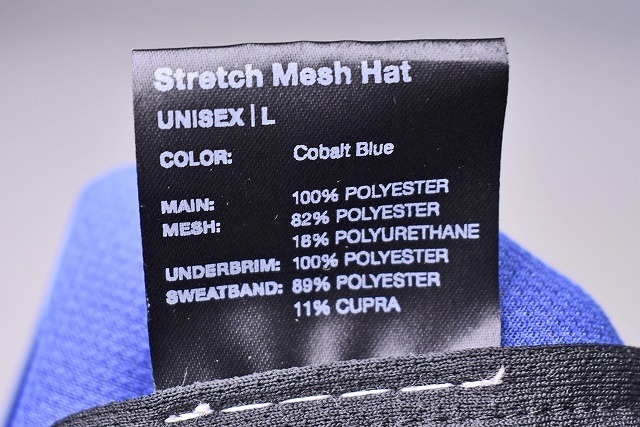 Stretch Mesh Hat
UNISEX | L
COLOR: Cobalt Blue
MAIN: 100% POLYESTER
MESH: 82% POLYESTER
18% POLYURETHANE
UNDERBRIM: 100% POLYESTER
SWEATBAND: 89% POLYESTER
11% CUPRA